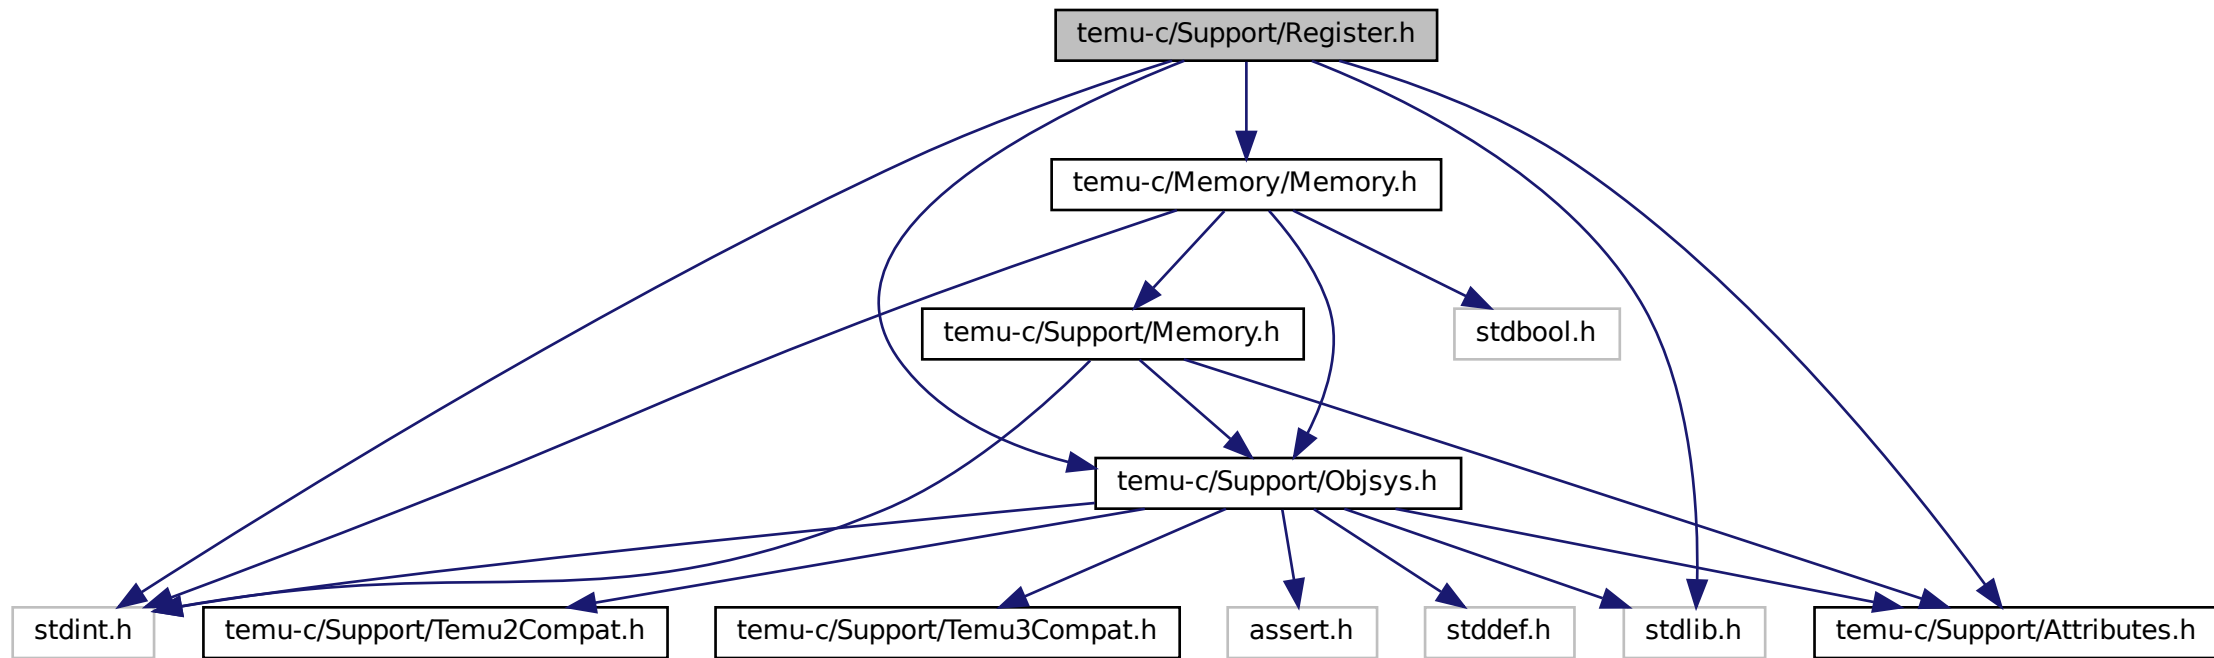 temu-c/Support/Register.h
temu-c/Memory/Memory.h
temu-c/Support/Memory.h
stdbool.h
temu-c/Support/Objsys.h
stdint.h
temu-c/Support/Temu2Compat.h
temu-c/Support/Temu3Compat.h
assert.h
stddef.h
stdlib.h
temu-c/Support/Attributes.h